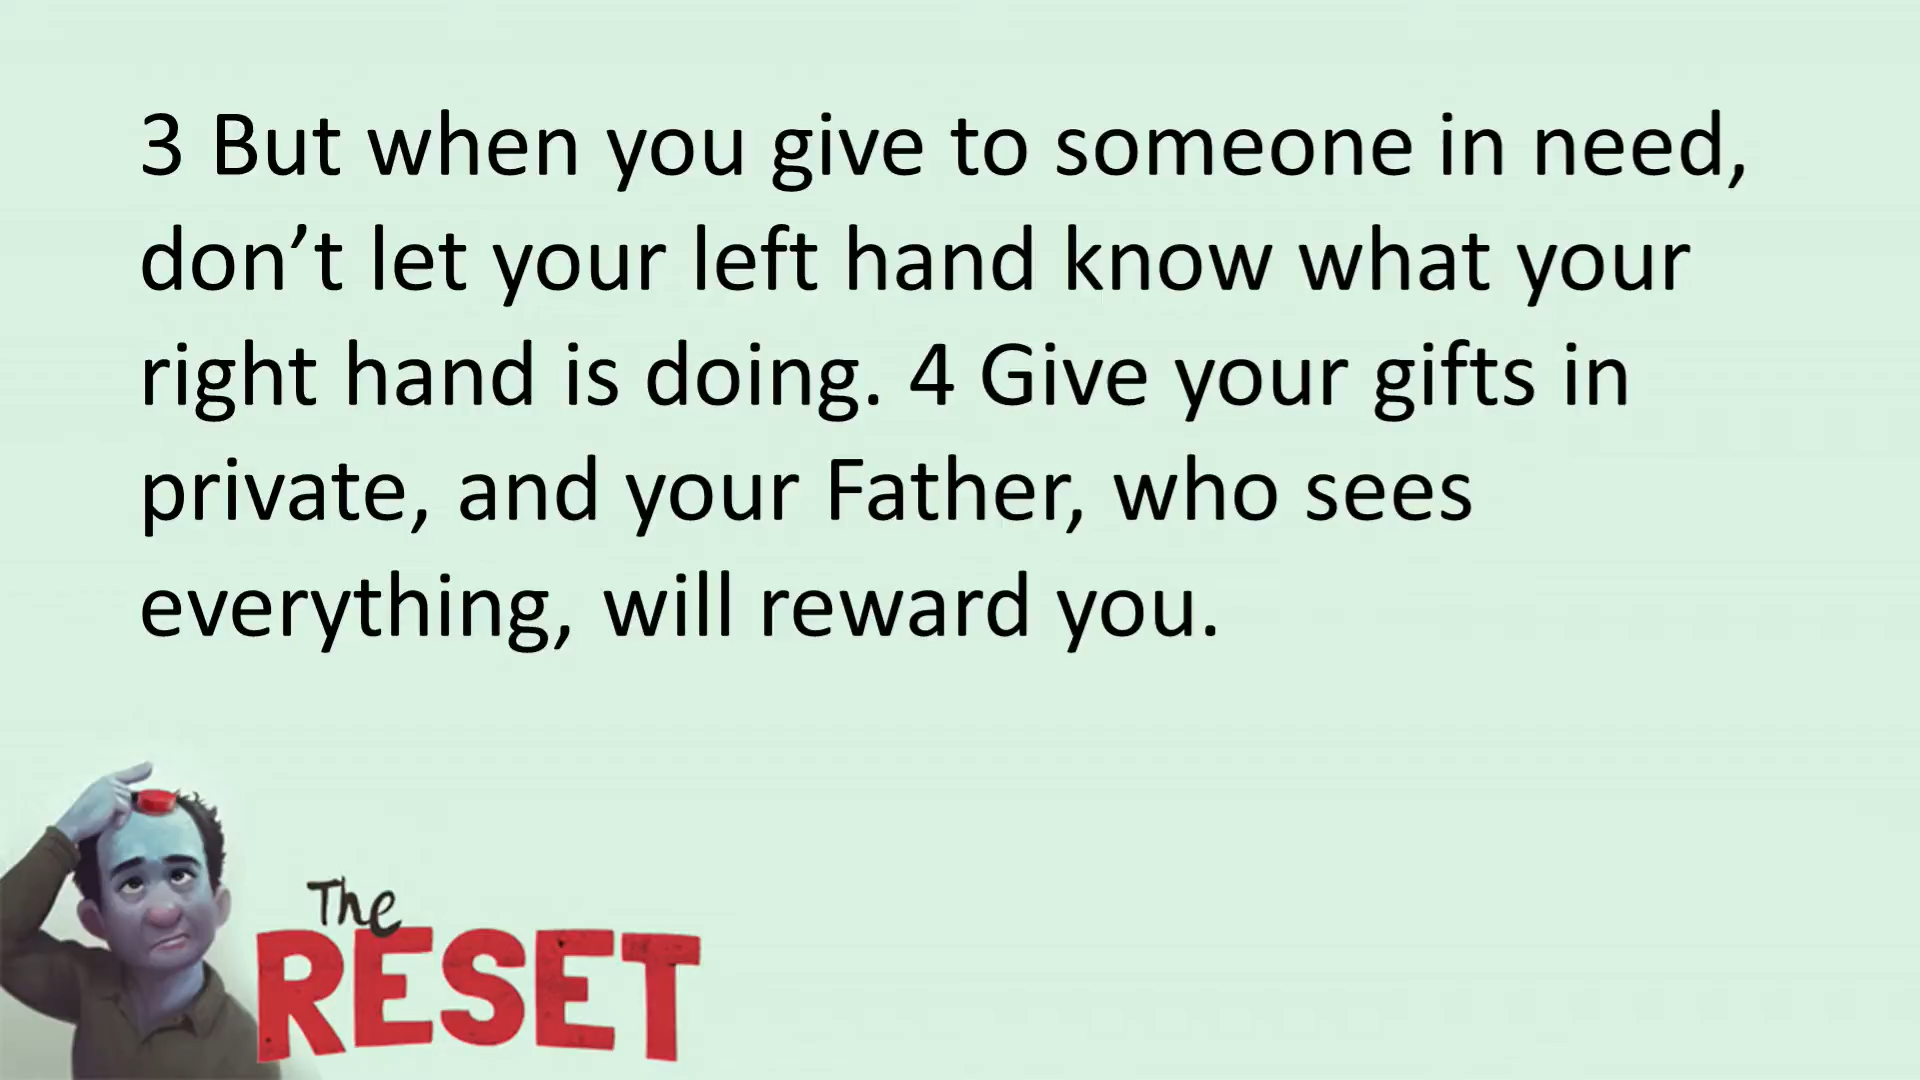 3 But when you give to someone in need,
don’t let your left hand know what your
right hand is doing. 4 Give your gifts in
private, and your Father, who sees
everything, will reward you.
The
RESET